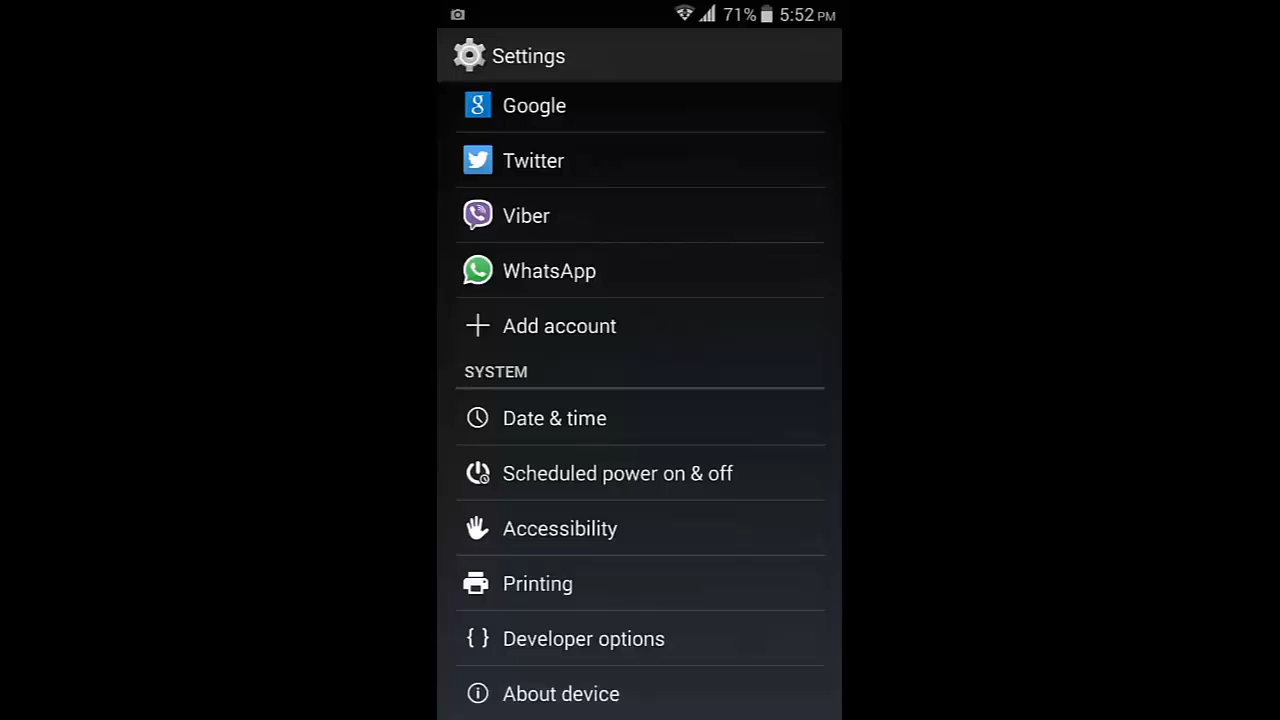 71% 5:52 PM
Settings
Google
Twitter
Viber
WhatsApp
Add account
SYSTEM
Date & time
Scheduled power on & off
Accessibility
Printing
Developer options
About device